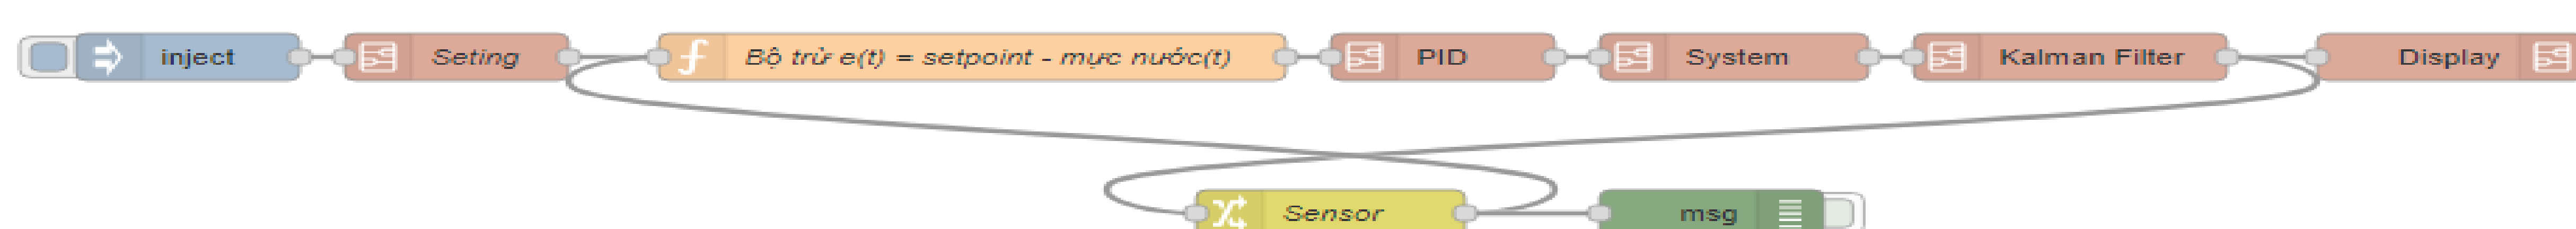 inject
Seting
Bộ trừ e(t) = setpoint - mực nước(t)
PID
System
Kalman Filter
Display
Sensor
msg